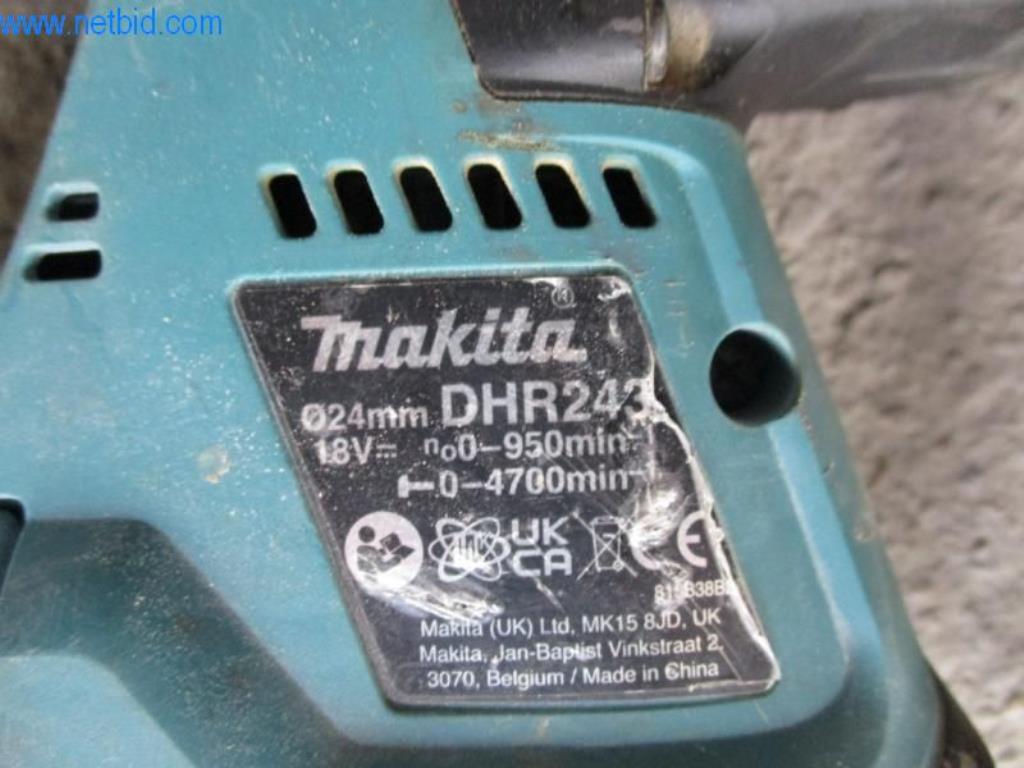 www.netbid.com
makita®
Ø24mm DHR243
18V⎓ n₀0–950min⁻¹
0–4700min⁻¹
UK
CA
CE
Makita (UK) Ltd, MK15 8JD, UK
Makita, Jan-Baptist Vinkstraat 2,
3070, Belgium / Made in China